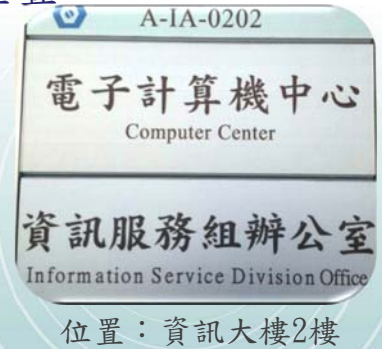 A-IA-0202
電子計算機中心
Computer Center
資訊服務組辦公室
Information Service Division Office
位置：資訊大樓2樓